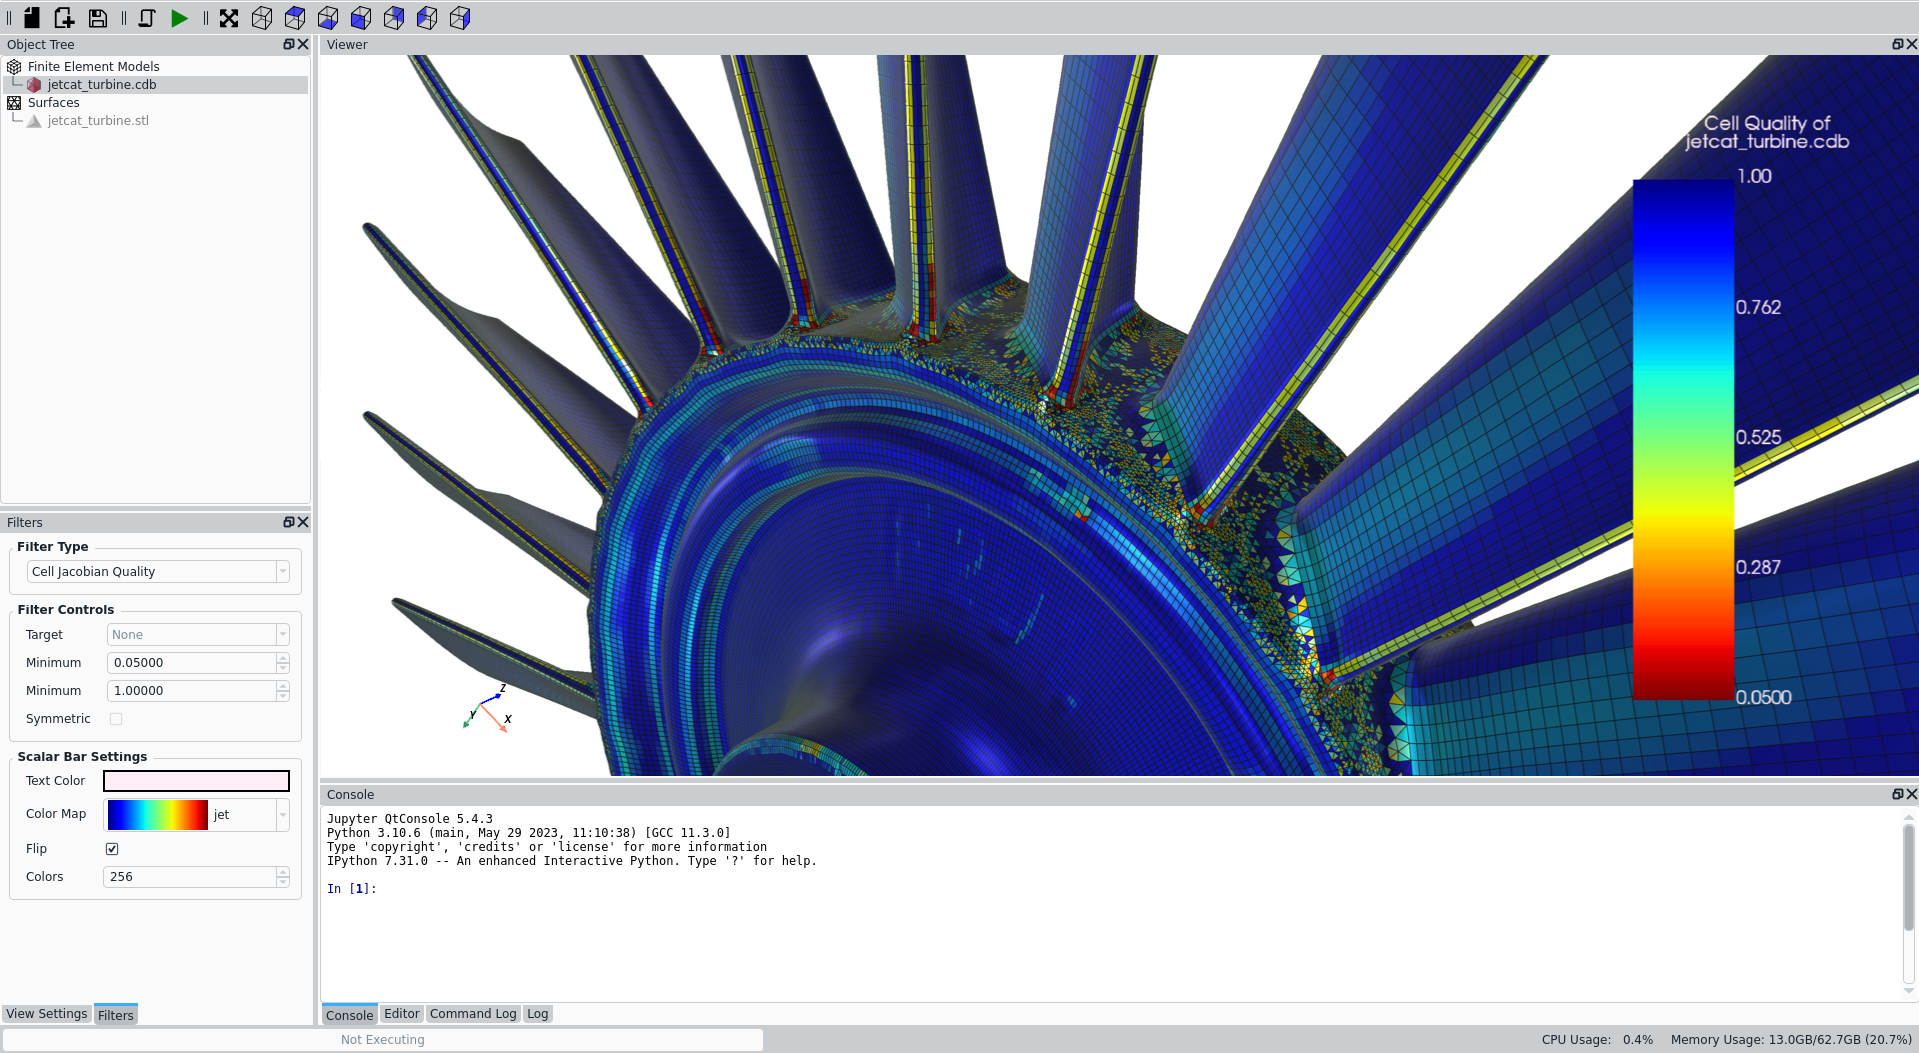 Object Tree
Finite Element Models
jetcat_turbine.cdb
Surfaces
jetcat_turbine.stl
Filters
Filter Type
Cell Jacobian Quality
Filter Controls
Target None
Minimum 0.05000
Minimum 1.00000
Symmetric
Scalar Bar Settings
Text Color
Color Map jet
Flip
Colors 256
View Settings Filters
Viewer
Cell Quality of
jetcat_turbine.cdb
1.00
0.762
0.525
0.287
0.0500
Z
Y
X
Console
Jupyter QtConsole 5.4.3
Python 3.10.6 (main, May 29 2023, 11:10:38) [GCC 11.3.0]
Type 'copyright', 'credits' or 'license' for more information
IPython 7.31.0 -- An enhanced Interactive Python. Type '?' for help.
In [1]:
Console Editor Command Log Log
Not Executing
CPU Usage: 0.4% Memory Usage: 13.0GB/62.7GB (20.7%)